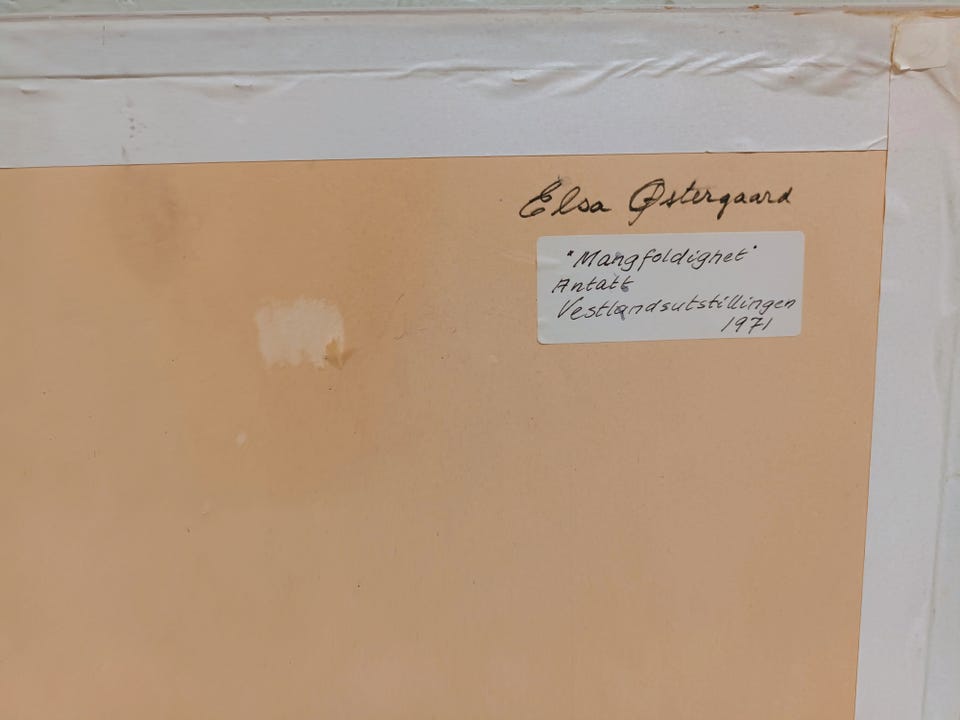 Elsa Østergaard
"Mangfoldighet"
Antatt
Vestlandsutstillingen
1971